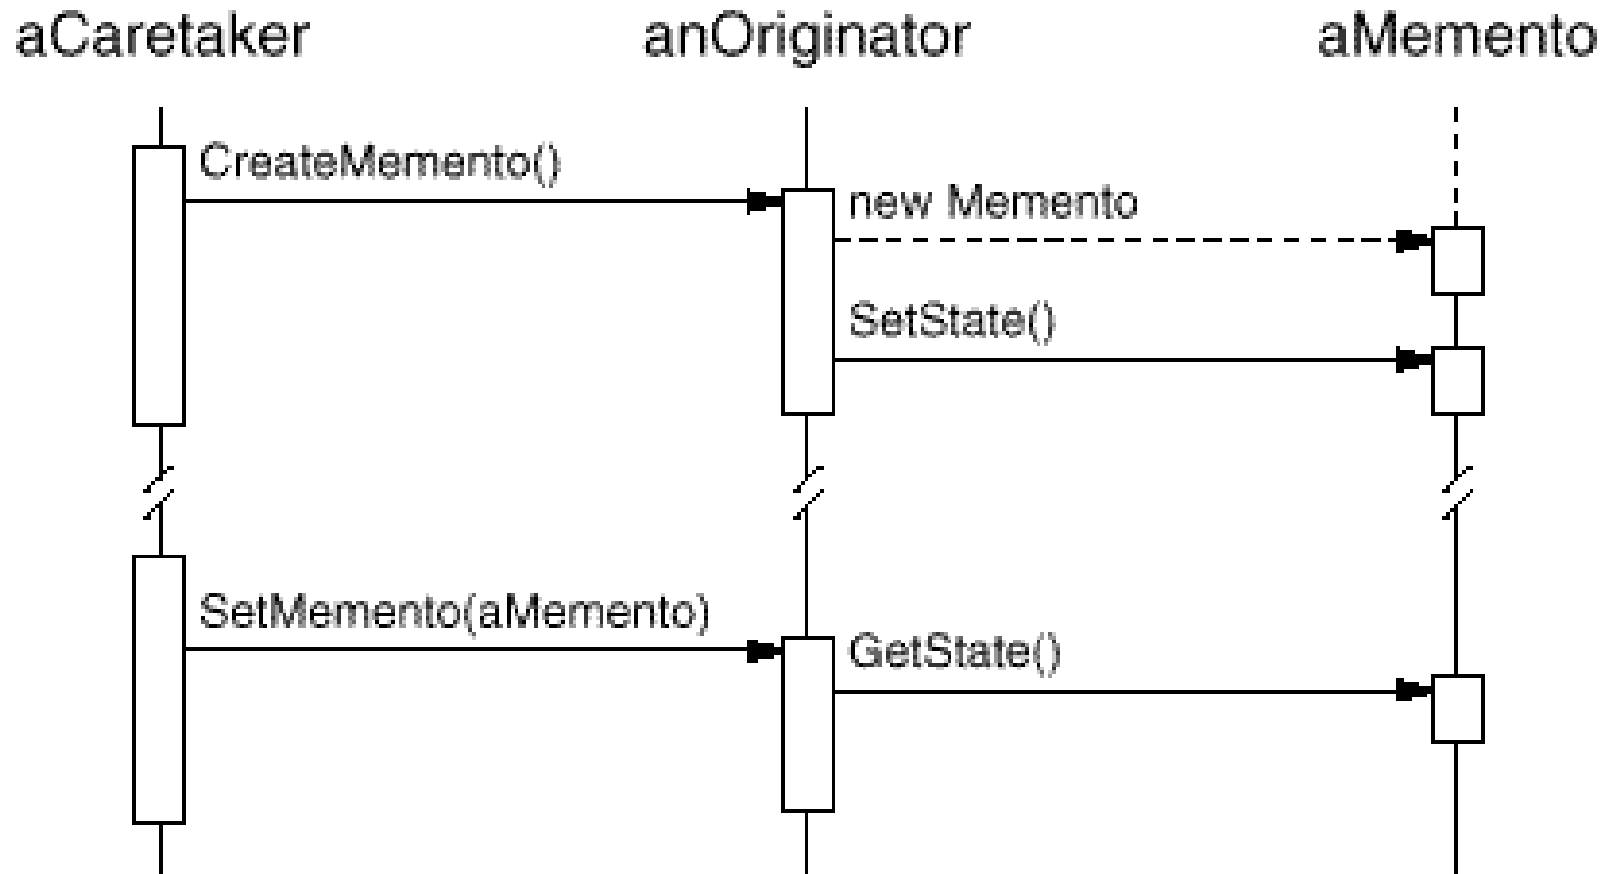 aCaretaker
anOriginator
aMemento
CreateMemento()
new Memento
SetState()
SetMemento(aMemento)
GetState()